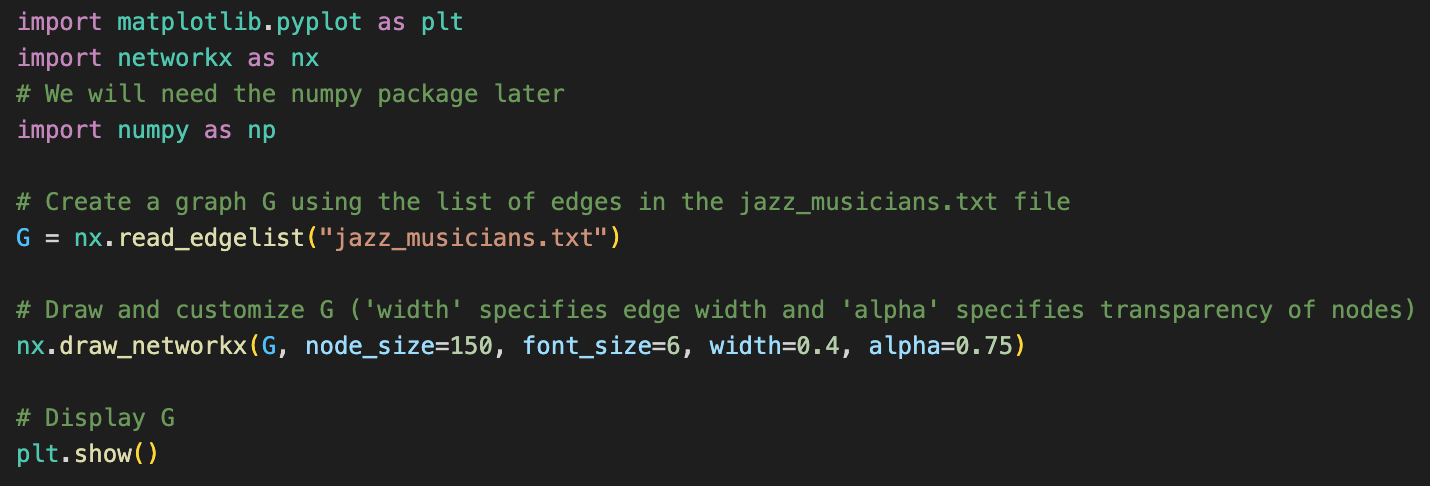 import matplotlib.pyplot as plt
import networkx as nx
# We will need the numpy package later
import numpy as np
# Create a graph G using the list of edges in the jazz_musicians.txt file
G = nx.read_edgelist("jazz_musicians.txt")
# Draw and customize G ('width' specifies edge width and 'alpha' specifies transparency of nodes)
nx.draw_networkx(G, node_size=150, font_size=6, width=0.4, alpha=0.75)
# Display G
plt.show()